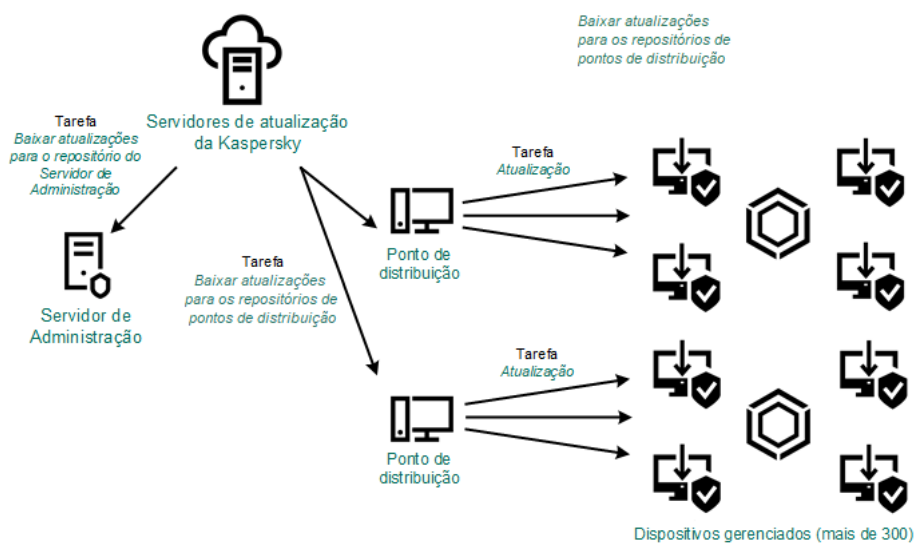 Baixar atualizações
para os repositórios de
pontos de distribuição
Servidores de atualização
da Kaspersky
Tarefa
Baixar atualizações
para o repositório do
Servidor de
Administração
Tarefa
Atualização
Ponto de
distribuição
Tarefa
Baixar atualizações
para os repositórios de
pontos de distribuição
Servidor de
Administração
Tarefa
Atualização
Ponto de
distribuição
Dispositivos gerenciados (mais de 300)